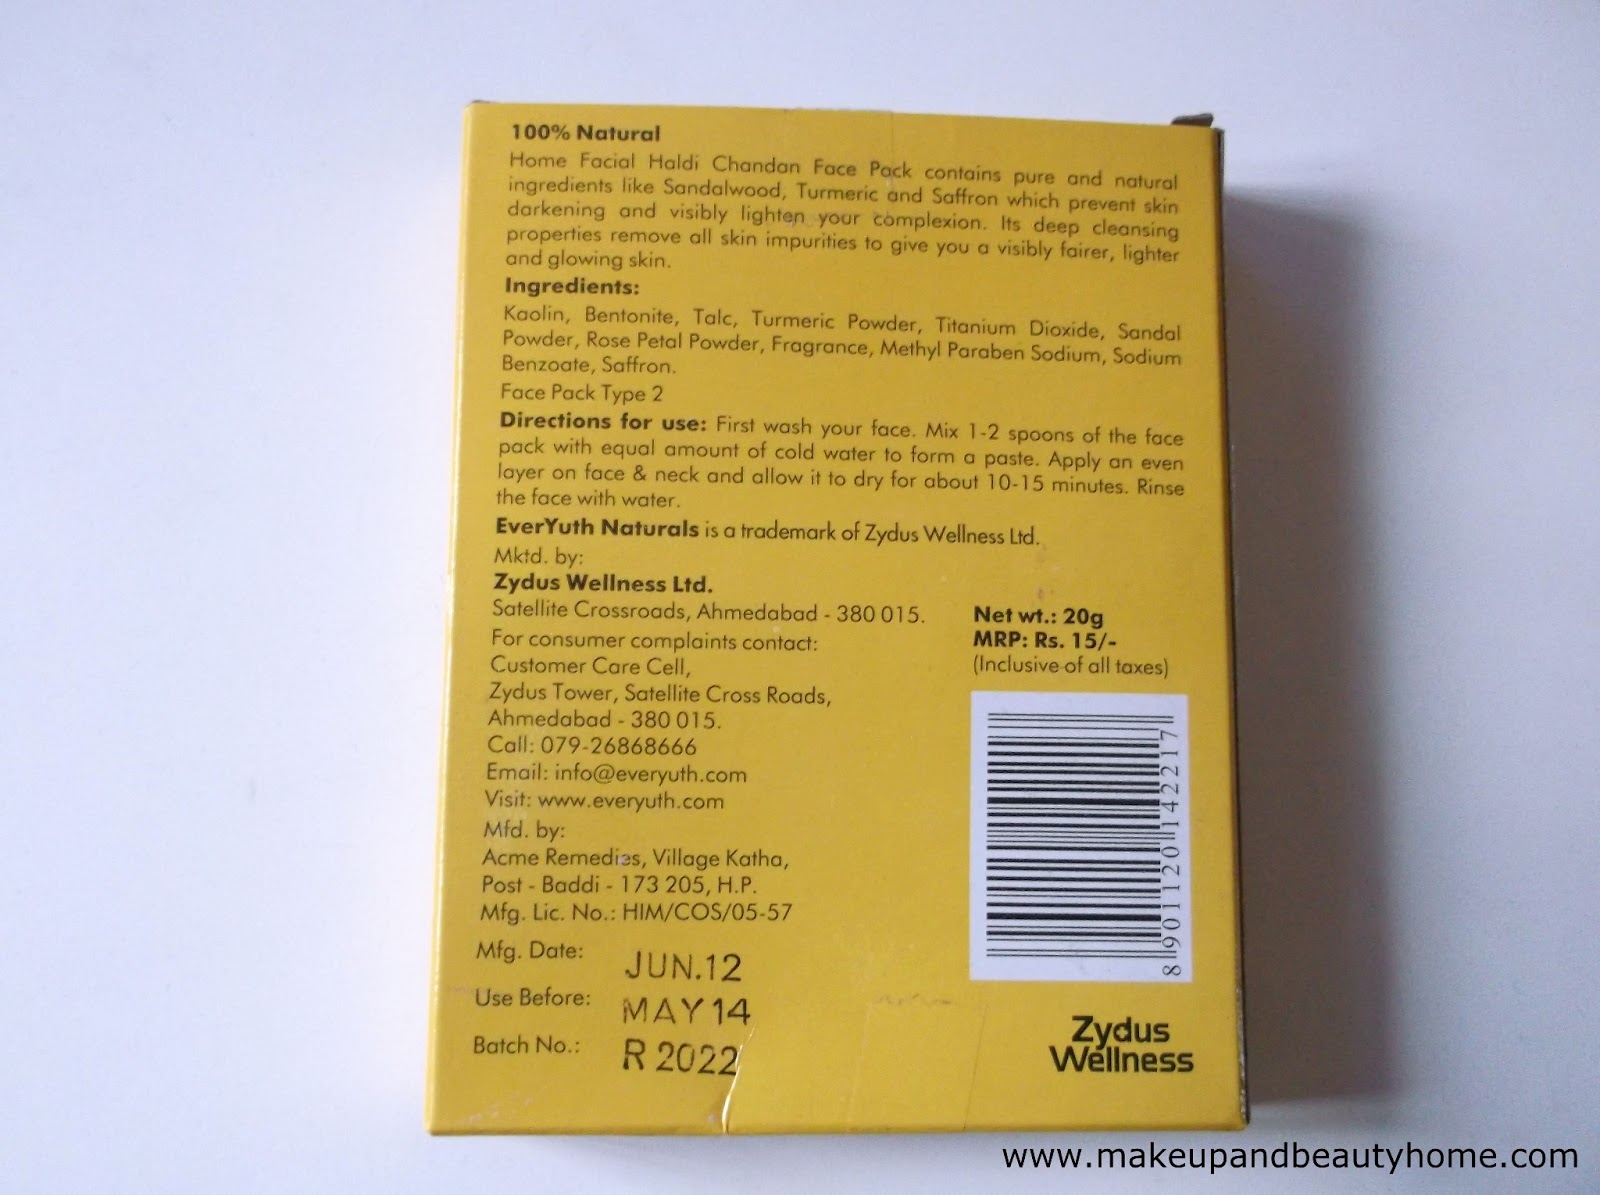 100% Natural
Home Facial Haldi Chandan Face Pack contains pure and natural
ingredients like Sandalwood, Turmeric and Saffron which prevent skin
darkening and visibly lighten your complexion. Its deep cleansing
properties remove all skin impurities to give you a visibly fairer, lighter
and glowing skin.
Ingredients:
Kaolin, Bentonite, Talc, Turmeric Powder, Titanium Dioxide, Sandal
Powder, Rose Petal Powder, Fragrance, Methyl Paraben Sodium, Sodium
Benzoate, Saffron.
Face Pack Type 2
Directions for use: First wash your face. Mix 1-2 spoons of the face
pack with equal amount of cold water to form a paste. Apply an even
layer on face & neck and allow it to dry for about 10-15 minutes. Rinse
the face with water.
EverYuth Naturals is a trademark of Zydus Wellness Ltd.
Mktd. by:
Zydus Wellness Ltd.
Satellite Crossroads, Ahmedabad - 380 015.
For consumer complaints contact:
Customer Care Cell,
Zydus Tower, Satellite Cross Roads,
Ahmedabad - 380 015.
Call: 079-26868666
Email: info@everyuth.com
Visit: www.everyuth.com
Mfd. by:
Acme Remedies, Village Katha,
Post - Baddi - 173 205, H.P.
Mfg. Lic. No.: HIM/COS/05-57
Mfg. Date: JUN.12
Use Before: MAY 14
Batch No.: R 2022
Net wt.: 20g
MRP: Rs. 15/-
(Inclusive of all taxes)
8 901120 142217
Zydus
Wellness
www.makeupandbeautyhome.com